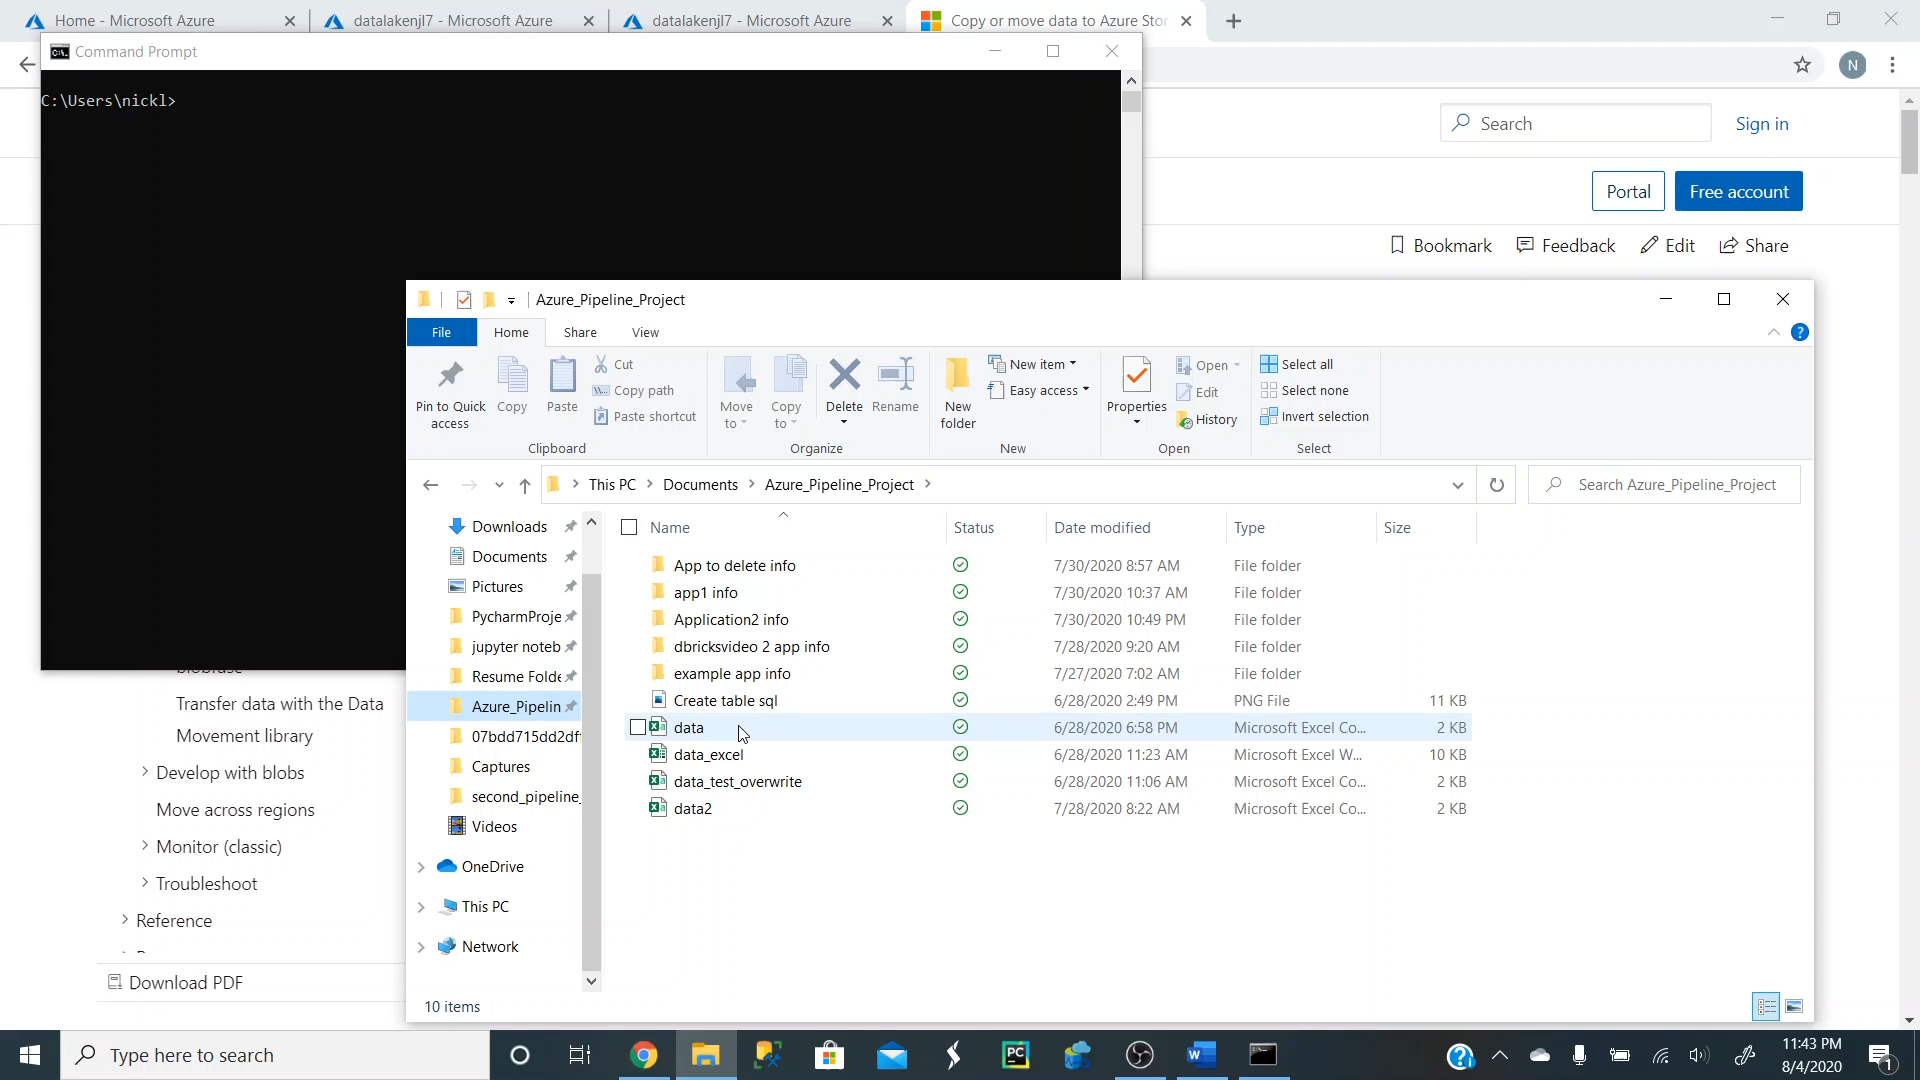 Home - Microsoft Azure
datalakenjl7 - Microsoft Azure
datalakenjl7 - Microsoft Azure
Copy or move data to Azure Stor
Command Prompt
N
C:\Users\nickl>
Search
Sign in
Portal
Free account
Bookmark
Feedback
Edit
Share
Azure_Pipeline_Project
File
Home
Share
View
Pin to Quick access
Copy
Paste
Cut
Copy path
Paste shortcut
Clipboard
Move to
Copy to
Delete
Rename
Organize
New folder
New item
Easy access
New
Properties
Open
Edit
History
Open
Select all
Select none
Invert selection
Select
This PC > Documents > Azure_Pipeline_Project >
Search Azure_Pipeline_Project
Downloads
Documents
Pictures
PycharmProje
jupyter noteb
Resume Folde
Azure_Pipelin
07bdd715dd2df
Captures
second_pipeline_
Videos
OneDrive
This PC
Network
Name Status Date modified Type Size
App to delete info 7/30/2020 8:57 AM File folder
app1 info 7/30/2020 10:37 AM File folder
Application2 info 7/30/2020 10:49 PM File folder
dbricksvideo 2 app info 7/28/2020 9:20 AM File folder
example app info 7/27/2020 7:02 AM File folder
Create table sql 6/28/2020 2:49 PM PNG File 11 KB
data 6/28/2020 6:58 PM Microsoft Excel Co... 2 KB
data_excel 6/28/2020 11:23 AM Microsoft Excel W... 10 KB
data_test_overwrite 6/28/2020 11:06 AM Microsoft Excel Co... 2 KB
data2 7/28/2020 8:22 AM Microsoft Excel Co... 2 KB
10 items
Transfer data with the Data
Movement library
Develop with blobs
Move across regions
Monitor (classic)
Troubleshoot
Reference
Download PDF
Type here to search
11:43 PM
8/4/2020
1